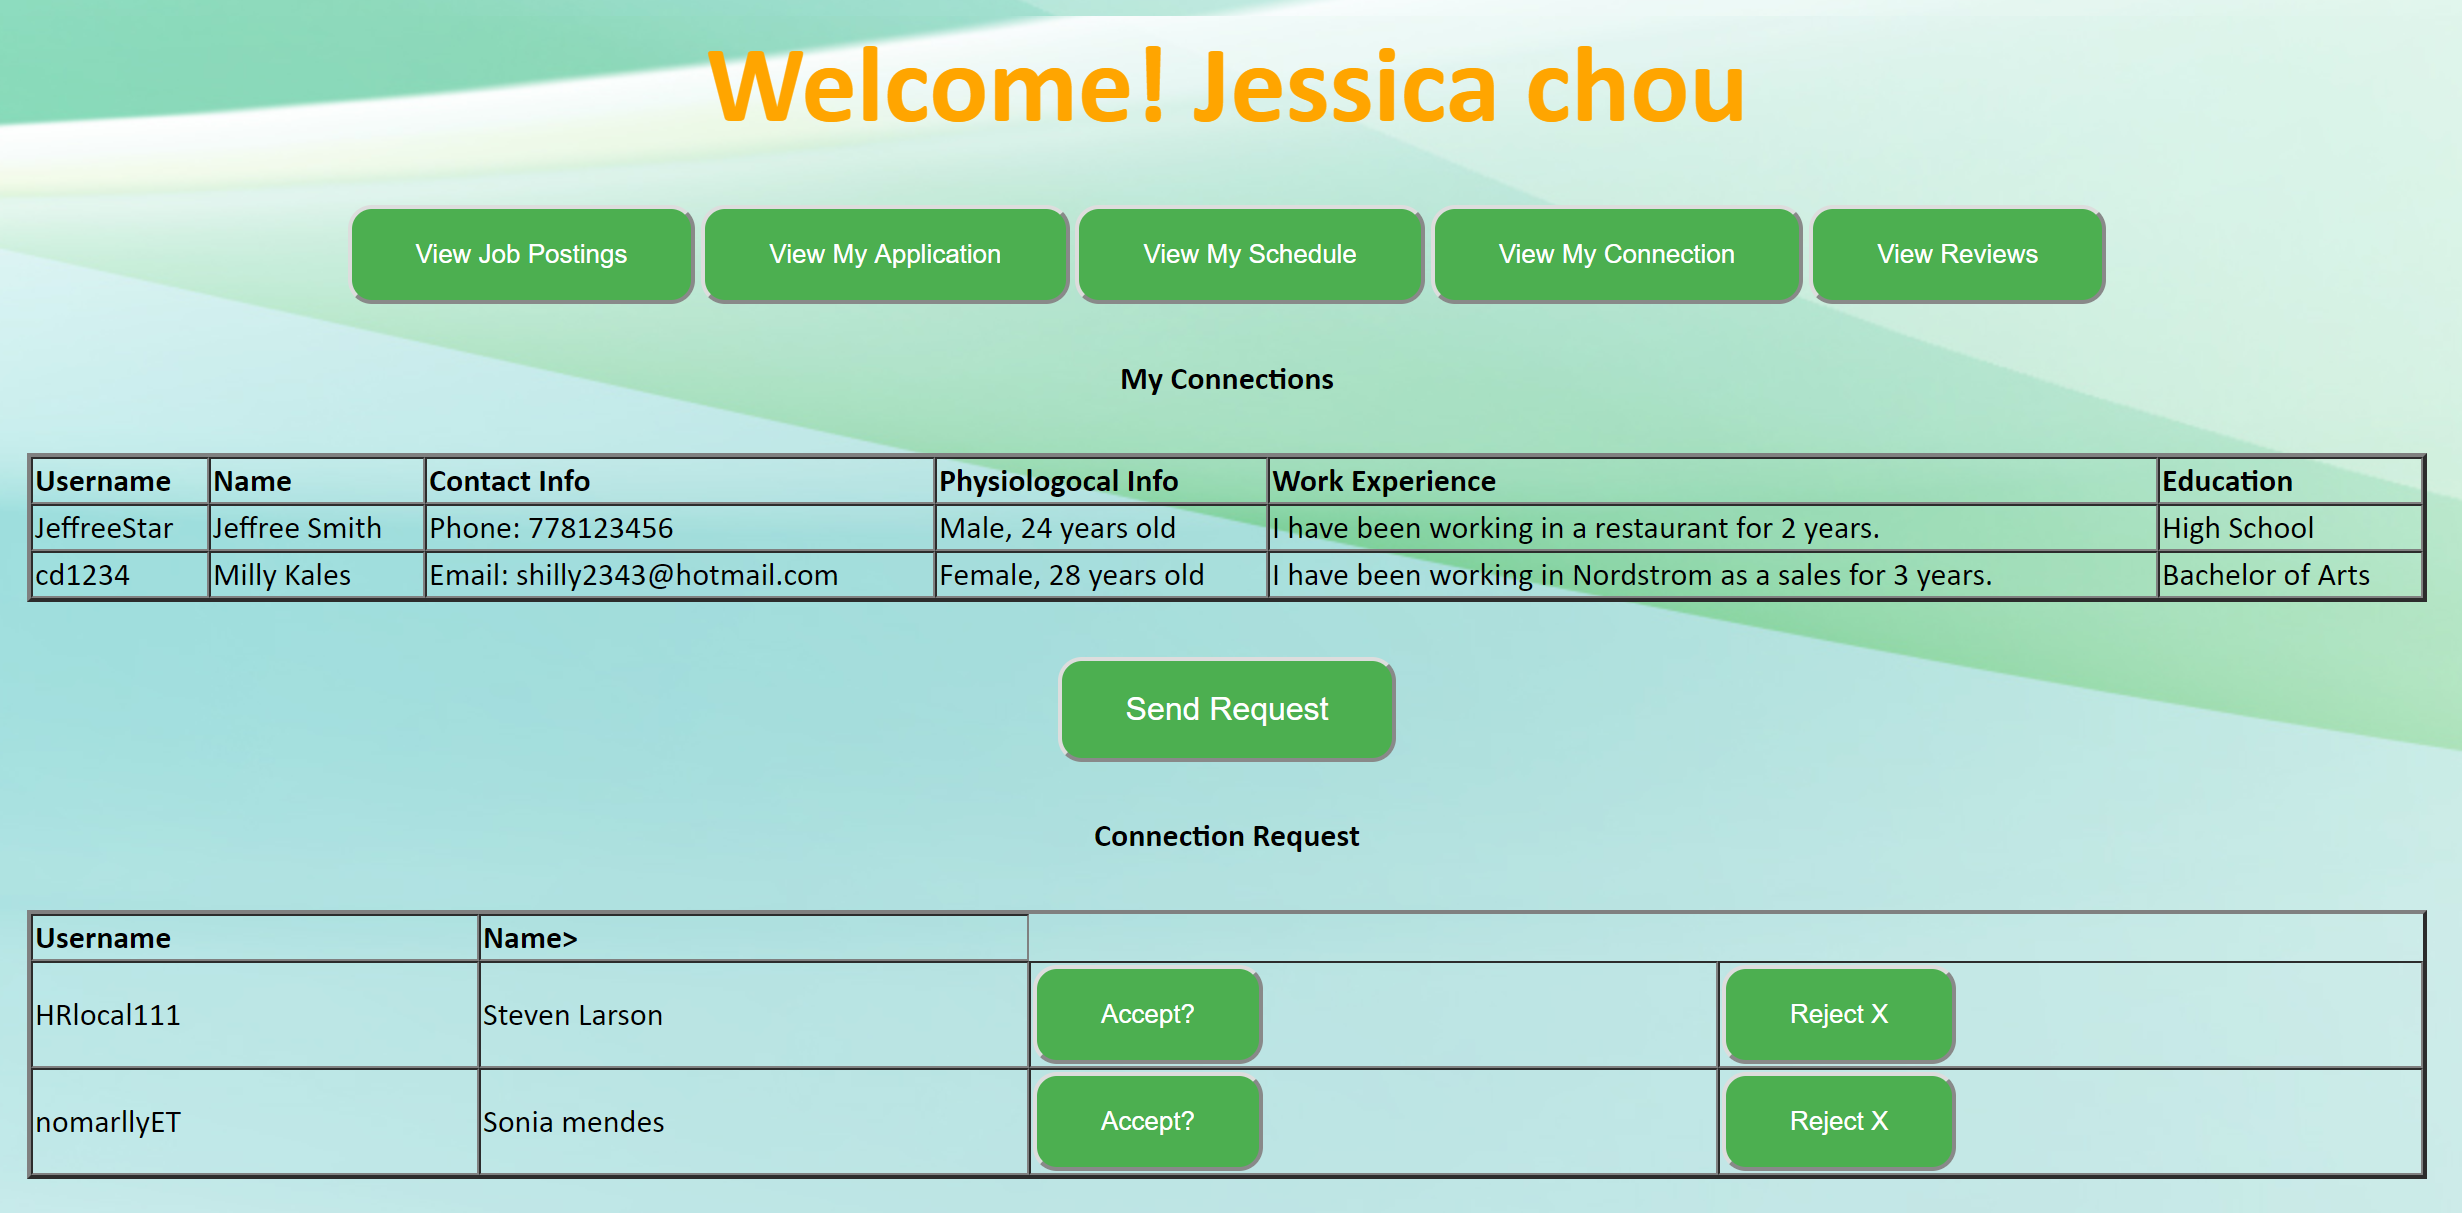 Welcome! Jessica chou
View Job Postings View My Application View My Schedule View My Connection View Reviews
My Connections
Username Name Contact Info Physiologocal Info Work Experience Education
JeffreeStar Jeffree Smith Phone: 778123456 Male, 24 years old I have been working in a restaurant for 2 years. High School
cd1234 Milly Kales Email: shilly2343@hotmail.com Female, 28 years old I have been working in Nordstrom as a sales for 3 years. Bachelor of Arts
Send Request
Connection Request
Username Name>
HRlocal111 Steven Larson Accept? Reject X
nomarllyET Sonia mendes Accept? Reject X